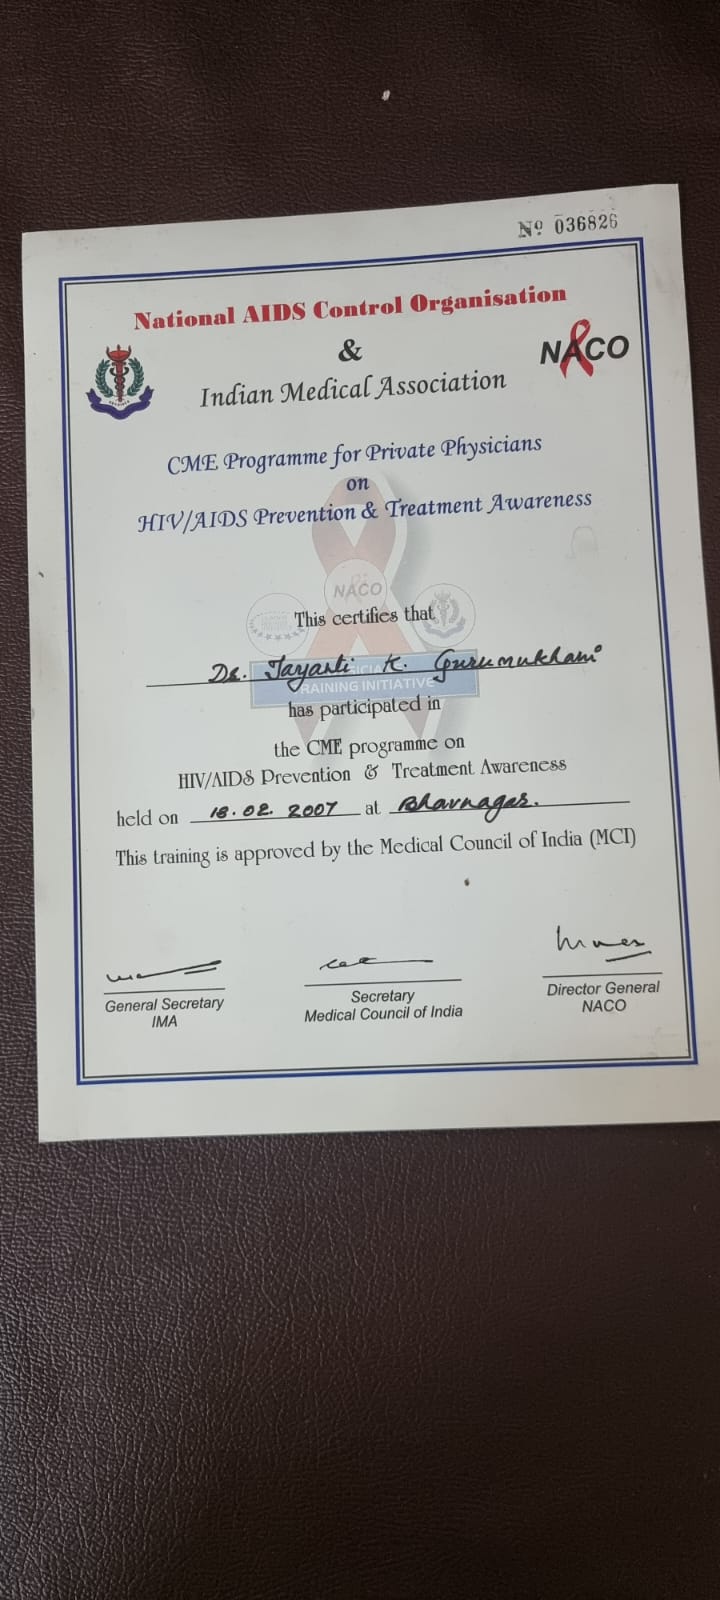 Nº 036826
National AIDS Control Organisation
&
NACO
Indian Medical Association
CME Programme for Private Physicians
on
HIV/AIDS Prevention & Treatment Awareness
NACO
This certifies that
Dr. Jayanti K. Gurumukhani
TRAINING INITIATIVE
has participated in
the CME programme on
HIV/AIDS Prevention & Treatment Awareness
held on 18.02.2007 at Bhavnagar.
This training is approved by the Medical Council of India (MCI)
General Secretary
IMA
Secretary
Medical Council of India
Director General
NACO